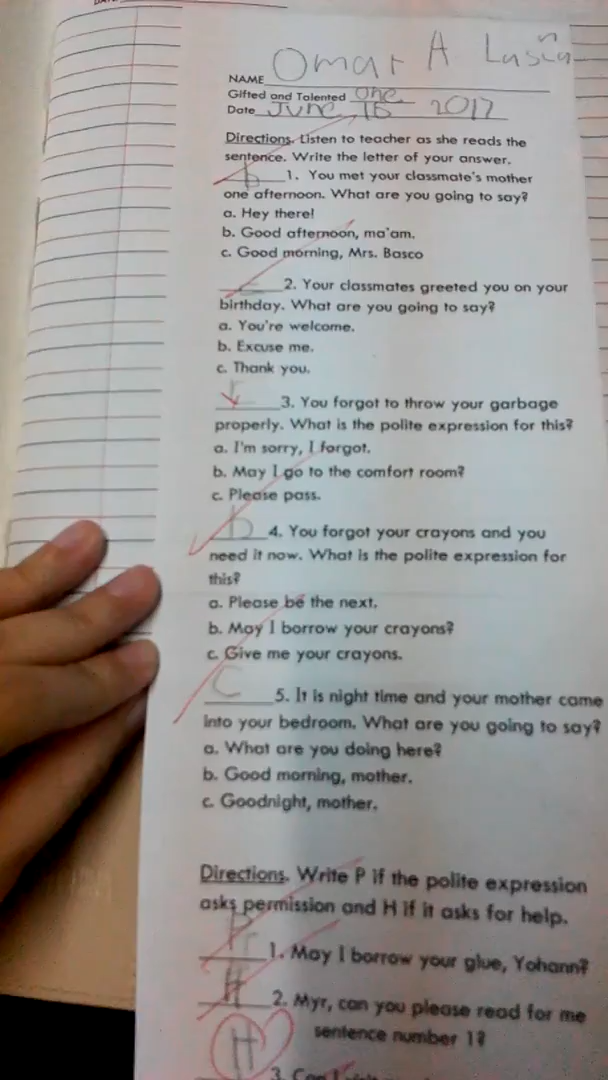 NAME Omar A Lasin
Gifted and Talented One
Date June 16 2017
Directions. Listen to teacher as she reads the
sentence. Write the letter of your answer.
b 1. You met your classmate's mother
one afternoon. What are you going to say?
a. Hey there!
b. Good afternoon, ma'am.
c. Good morning, Mrs. Basco
c 2. Your classmates greeted you on your
birthday. What are you going to say?
a. You're welcome.
b. Excuse me.
c. Thank you.
3. You forgot to throw your garbage
properly. What is the polite expression for this?
a. I'm sorry, I forgot.
b. May I go to the comfort room?
c. Please pass.
b 4. You forgot your crayons and you
need it now. What is the polite expression for
this?
a. Please be the next.
b. May I borrow your crayons?
c. Give me your crayons.
C 5. It is night time and your mother came
into your bedroom. What are you going to say?
a. What are you doing here?
b. Good morning, mother.
c. Goodnight, mother.
Directions. Write P if the polite expression
asks permission and H if it asks for help.
P 1. May I borrow your glue, Yohann?
H 2. Myr, can you please read for me
sentence number 1?
H 3. Can I